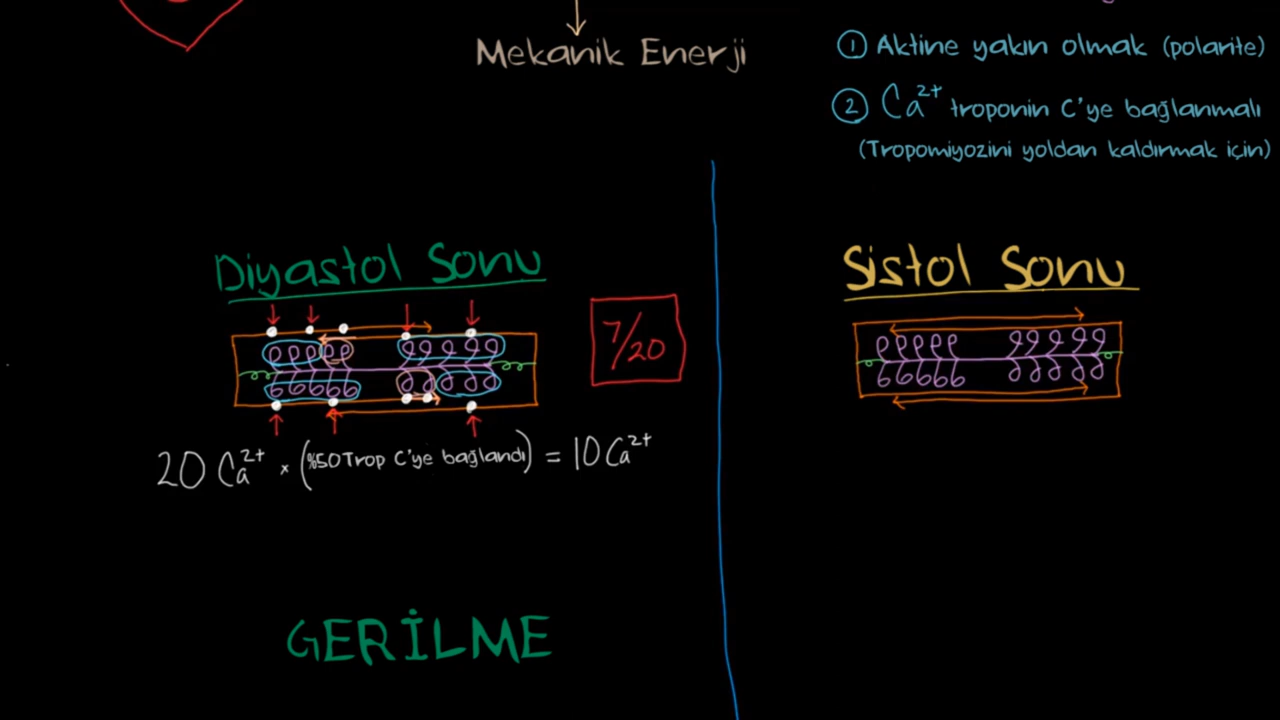 Mekanik Enerji
① Aktine yakın olmak (polarite)
② Ca²⁺ troponin C'ye bağlanmalı
(Tropomiyozini yoldan kaldırmak için)
Diyastol Sonu
7/20
20 Ca²⁺ × (%50 Trop C'ye bağlandı) = 10 Ca²⁺
GERİLME
Sistol Sonu